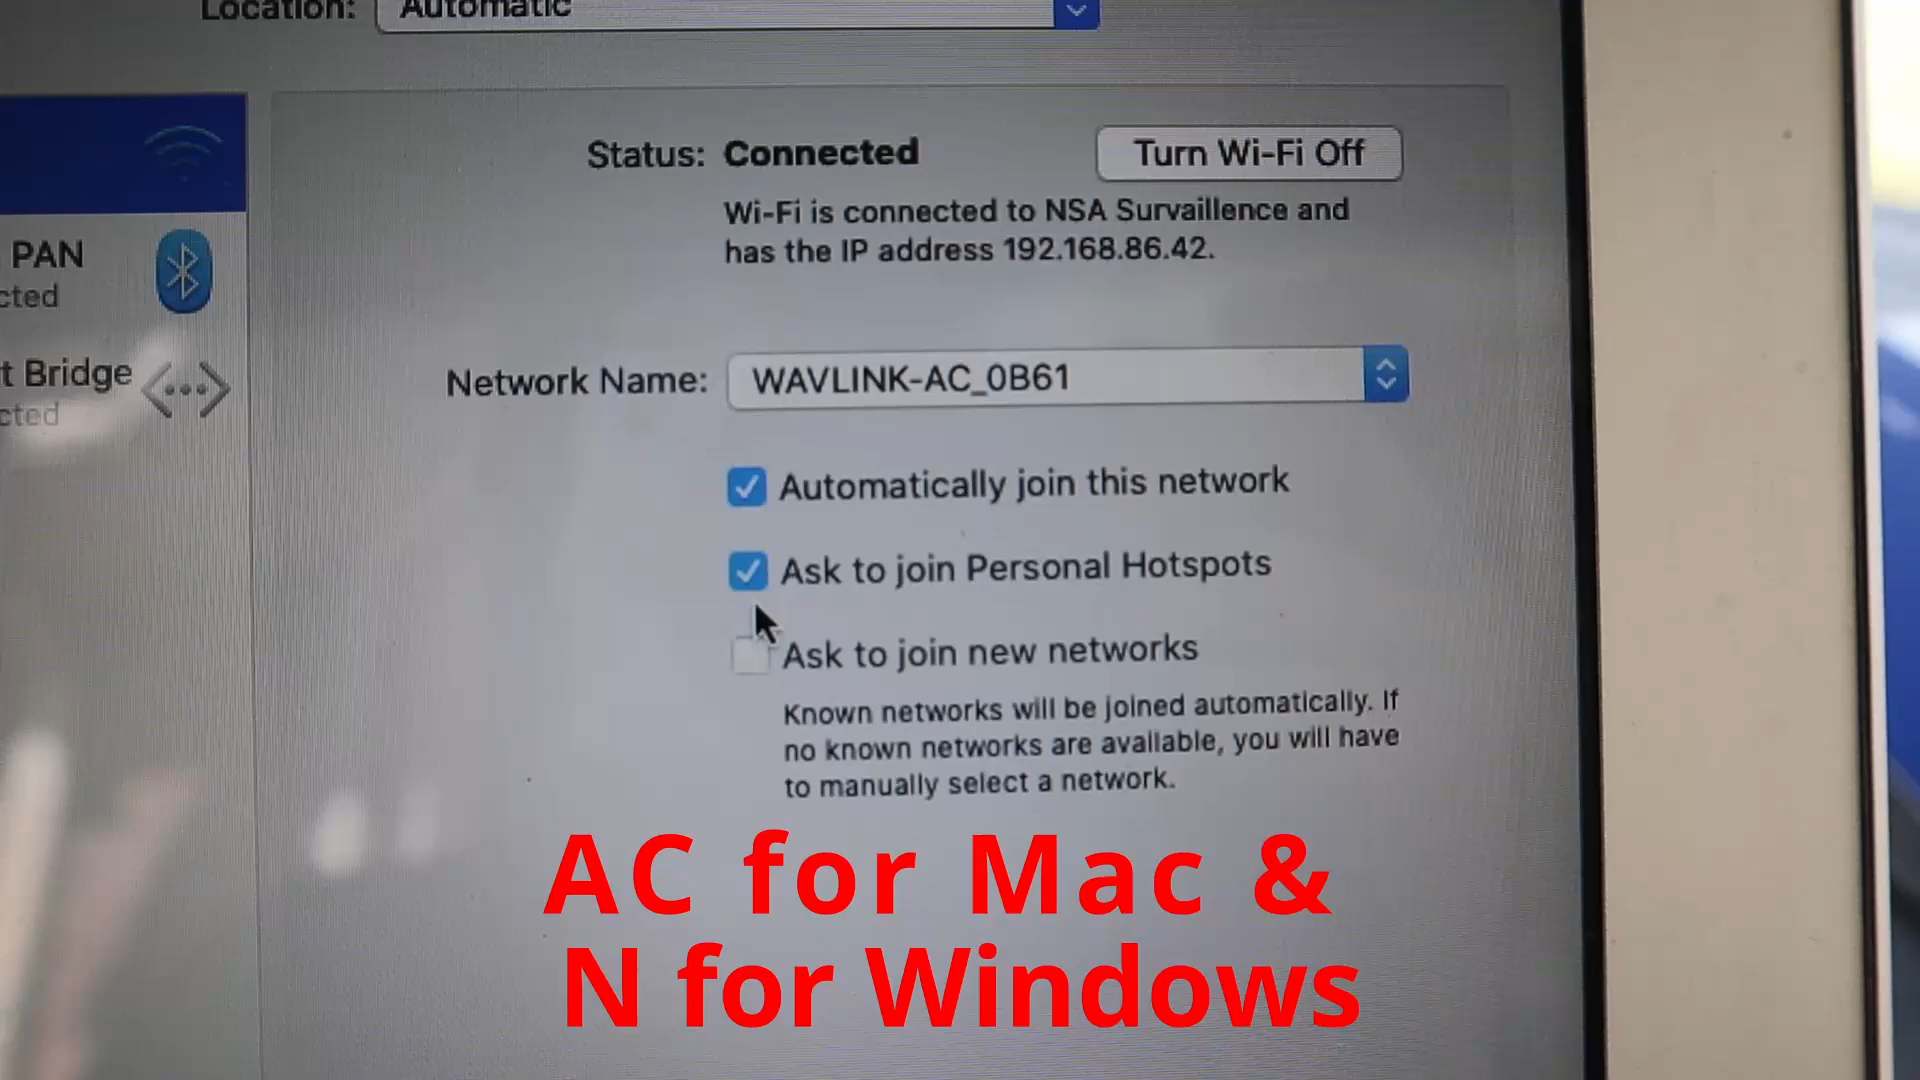 Location: Automatic
Status: Connected Turn Wi-Fi Off
Wi-Fi is connected to NSA Survaillence and
has the IP address 192.168.86.42.
PAN
cted
t Bridge
cted
Network Name: WAVLINK-AC_0B61
Automatically join this network
Ask to join Personal Hotspots
Ask to join new networks
Known networks will be joined automatically. If
no known networks are available, you will have
to manually select a network.
AC for Mac &
N for Windows